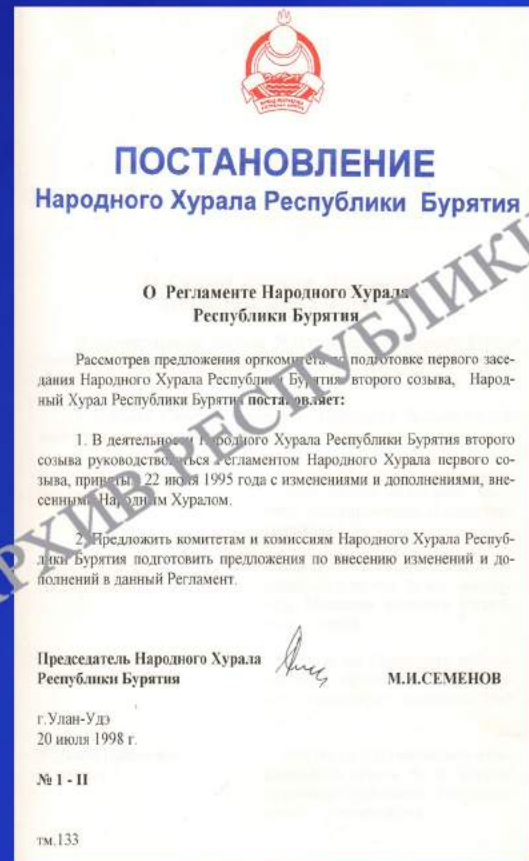 ПОСТАНОВЛЕНИЕ
Народного Хурала Республики Бурятия
О Регламенте Народного Хурала
Республики Бурятия
Рассмотрев предложения оргкомитета по подготовке первого засе-
дания Народного Хурала Республики Бурятия второго созыва, Народ-
ный Хурал Республики Бурятия постановляет:
1. В деятельности Народного Хурала Республики Бурятия второго
созыва руководствоваться Регламентом Народного Хурала первого со-
зыва, принятым 22 июня 1995 года с изменениями и дополнениями, вне-
сенными Народным Хуралом.
2. Предложить комитетам и комиссиям Народного Хурала Респуб-
лики Бурятия подготовить предложения по внесению изменений и до-
полнений в данный Регламент.
Председатель Народного Хурала
Республики Бурятия М.И.СЕМЕНОВ
г.Улан-Удэ
20 июля 1998 г.
№ 1 - II
тм.133
АРХИВ РЕСПУБЛИКИ